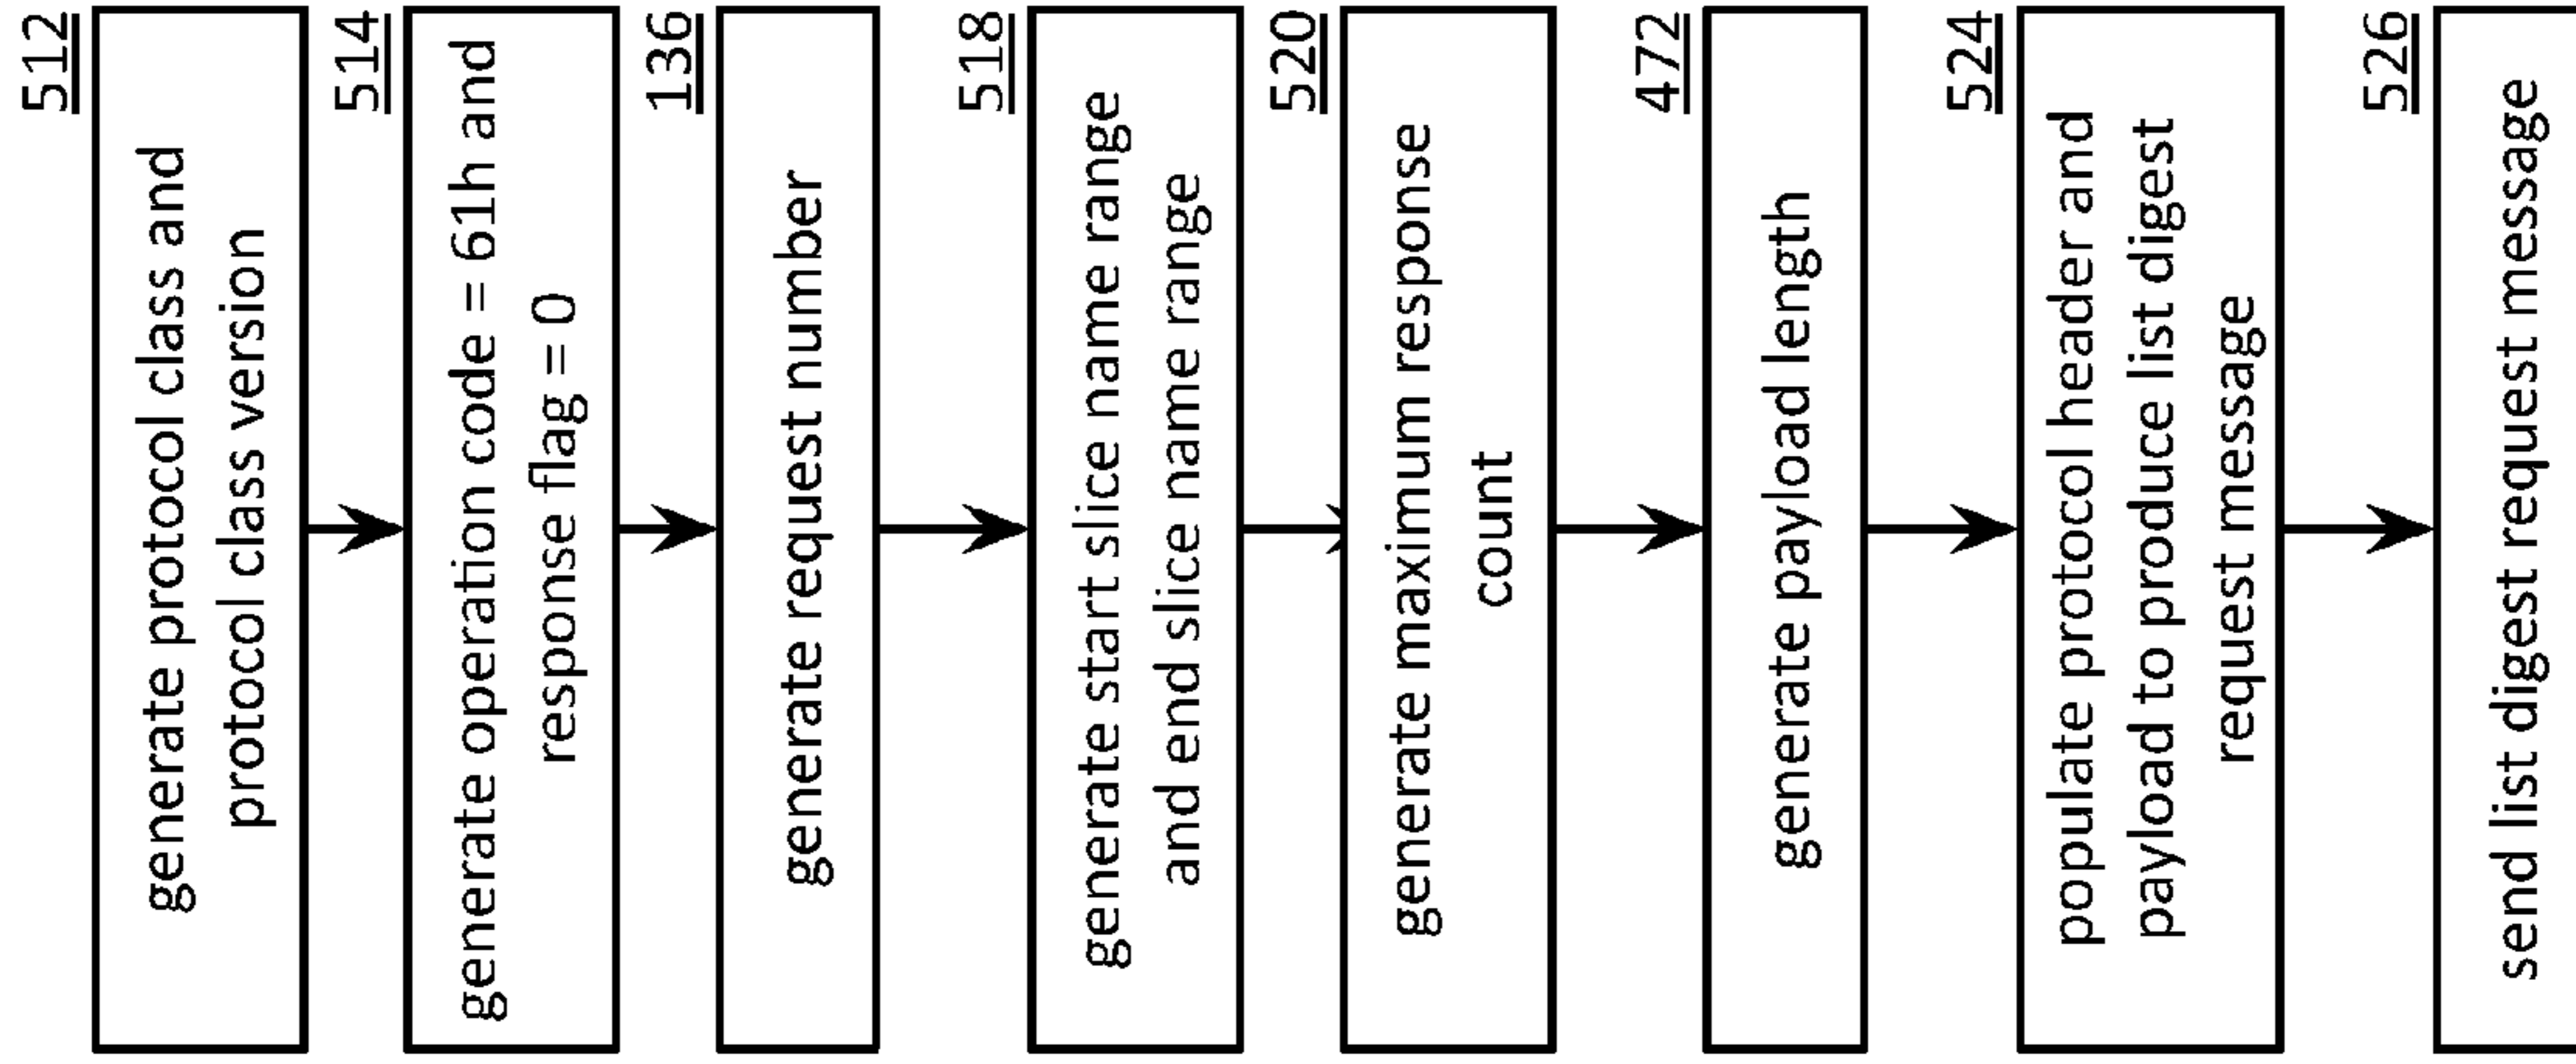 512
generate protocol class and
protocol class version
514
generate operation code = 61h and
response flag = 0
136
generate request number
518
generate start slice name range
and end slice name range
520
generate maximum response
count
472
generate payload length
524
populate protocol header and
payload to produce list digest
request message
526
send list digest request message